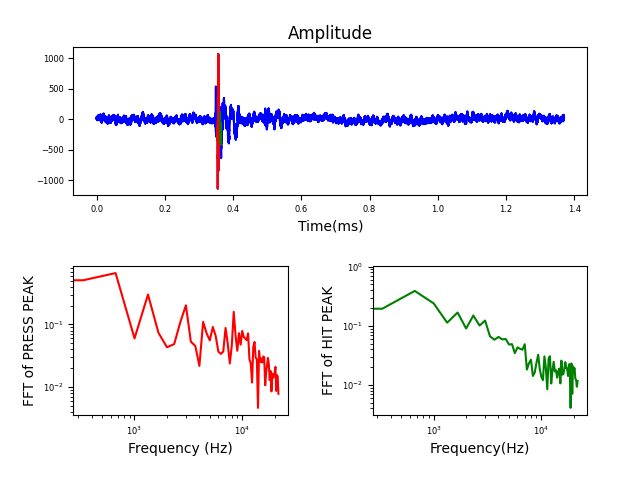 Amplitude
1000
500
0
−500
−1000
0.0 0.2 0.4 0.6 0.8 1.0 1.2 1.4
Time(ms)
FFT of PRESS PEAK
10⁻¹
10⁻²
10³ 10⁴
Frequency (Hz)
FFT of HIT PEAK
10⁰
10⁻¹
10⁻²
10³ 10⁴
Frequency(Hz)